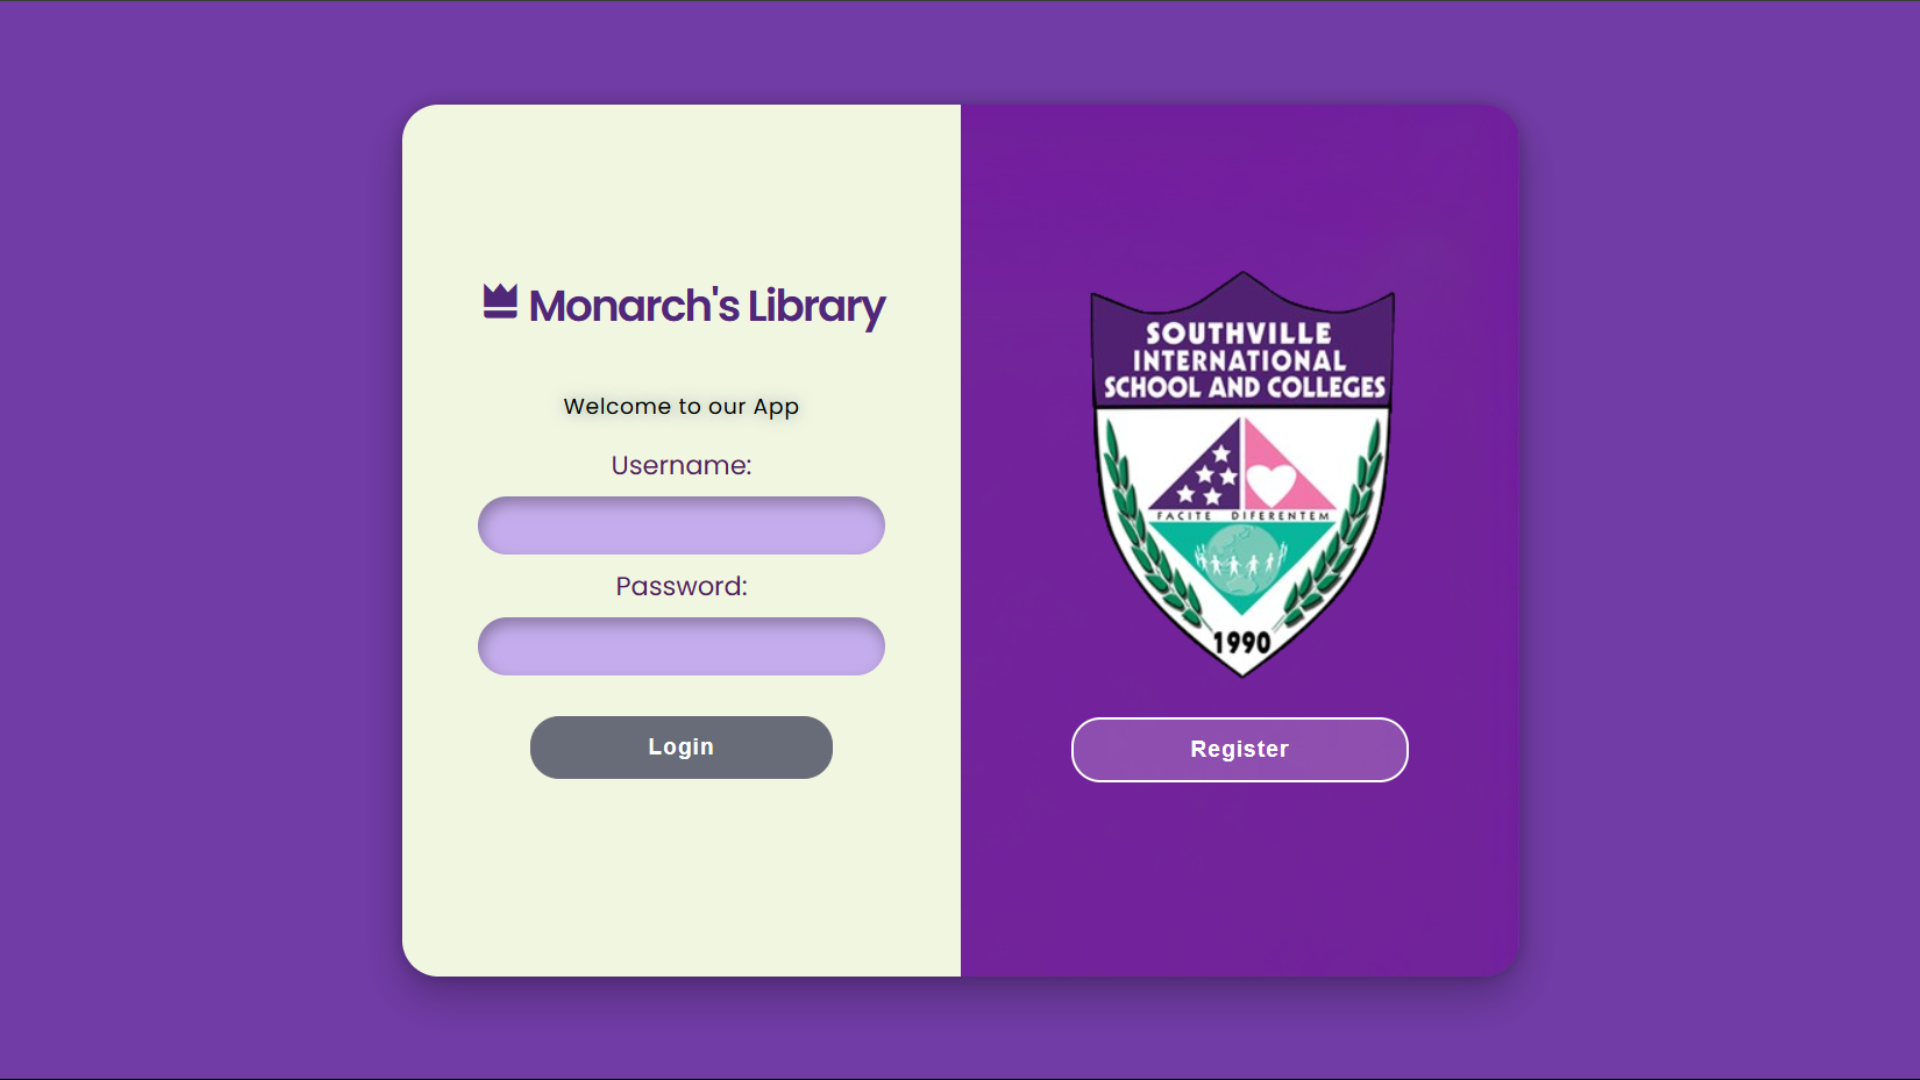 Monarch's Library
Welcome to our App
Username:
Password:
Login
SOUTHVILLE
INTERNATIONAL
SCHOOL AND COLLEGES
FACITE DIFERENTEM
1990
Register